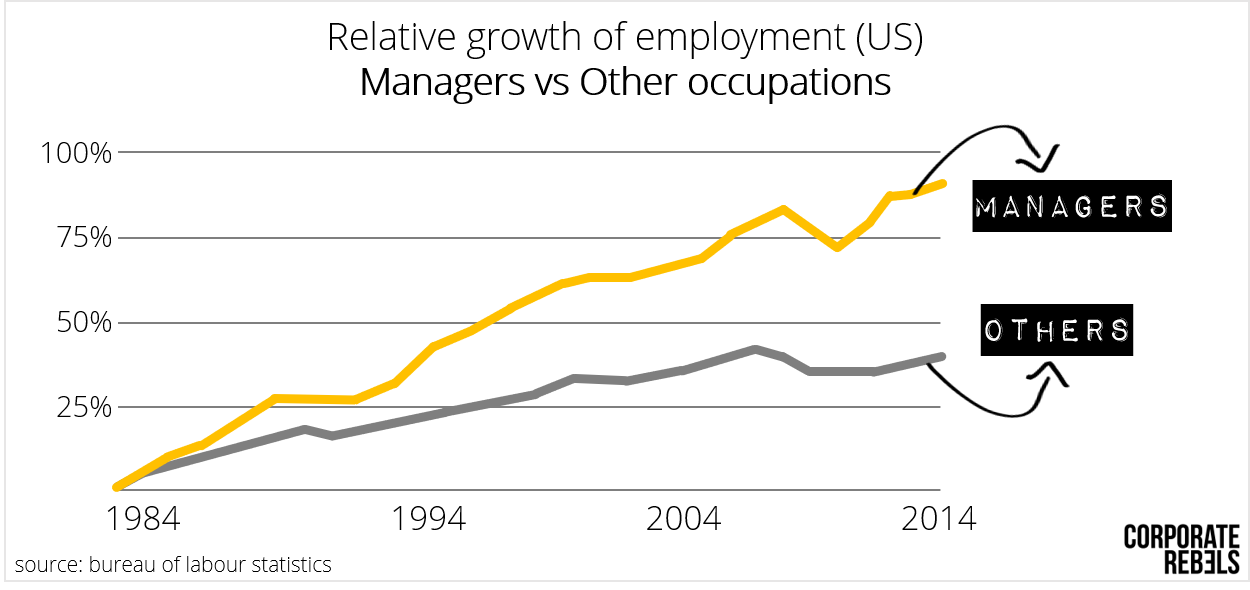 Relative growth of employment (US)
Managers vs Other occupations
100%
75%
50%
25%
MANAGERS
OTHERS
1984 1994 2004 2014
source: bureau of labour statistics
CORPORATE
REBELS